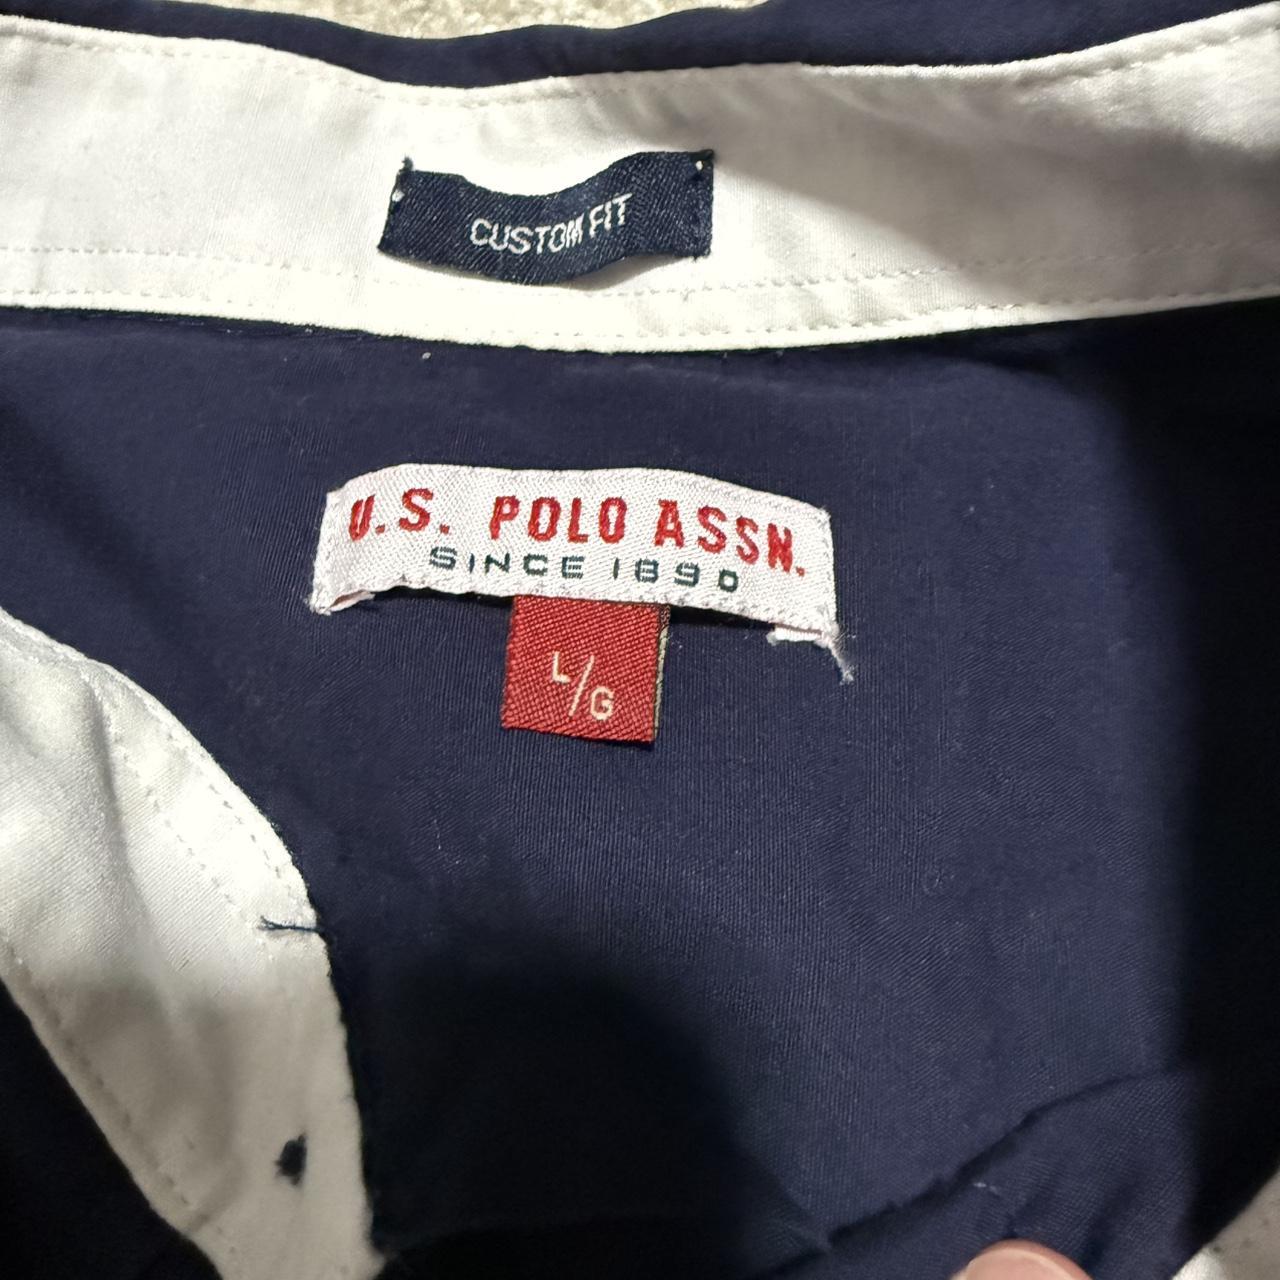 CUSTOM FIT
U.S. POLO ASSN.
SINCE 1890
L/G